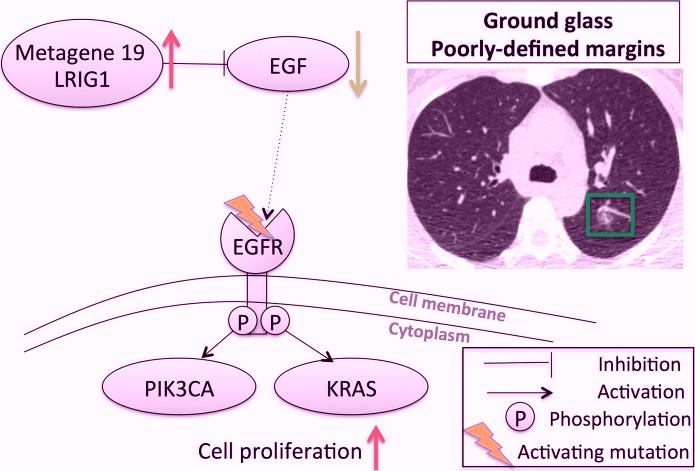 Metagene 19
LRIG1
EGF
Ground glass
Poorly-defined margins
EGFR
Cell membrane
Cytoplasm
P P
PIK3CA
KRAS
Cell proliferation
Inhibition
Activation
P Phosphorylation
Activating mutation